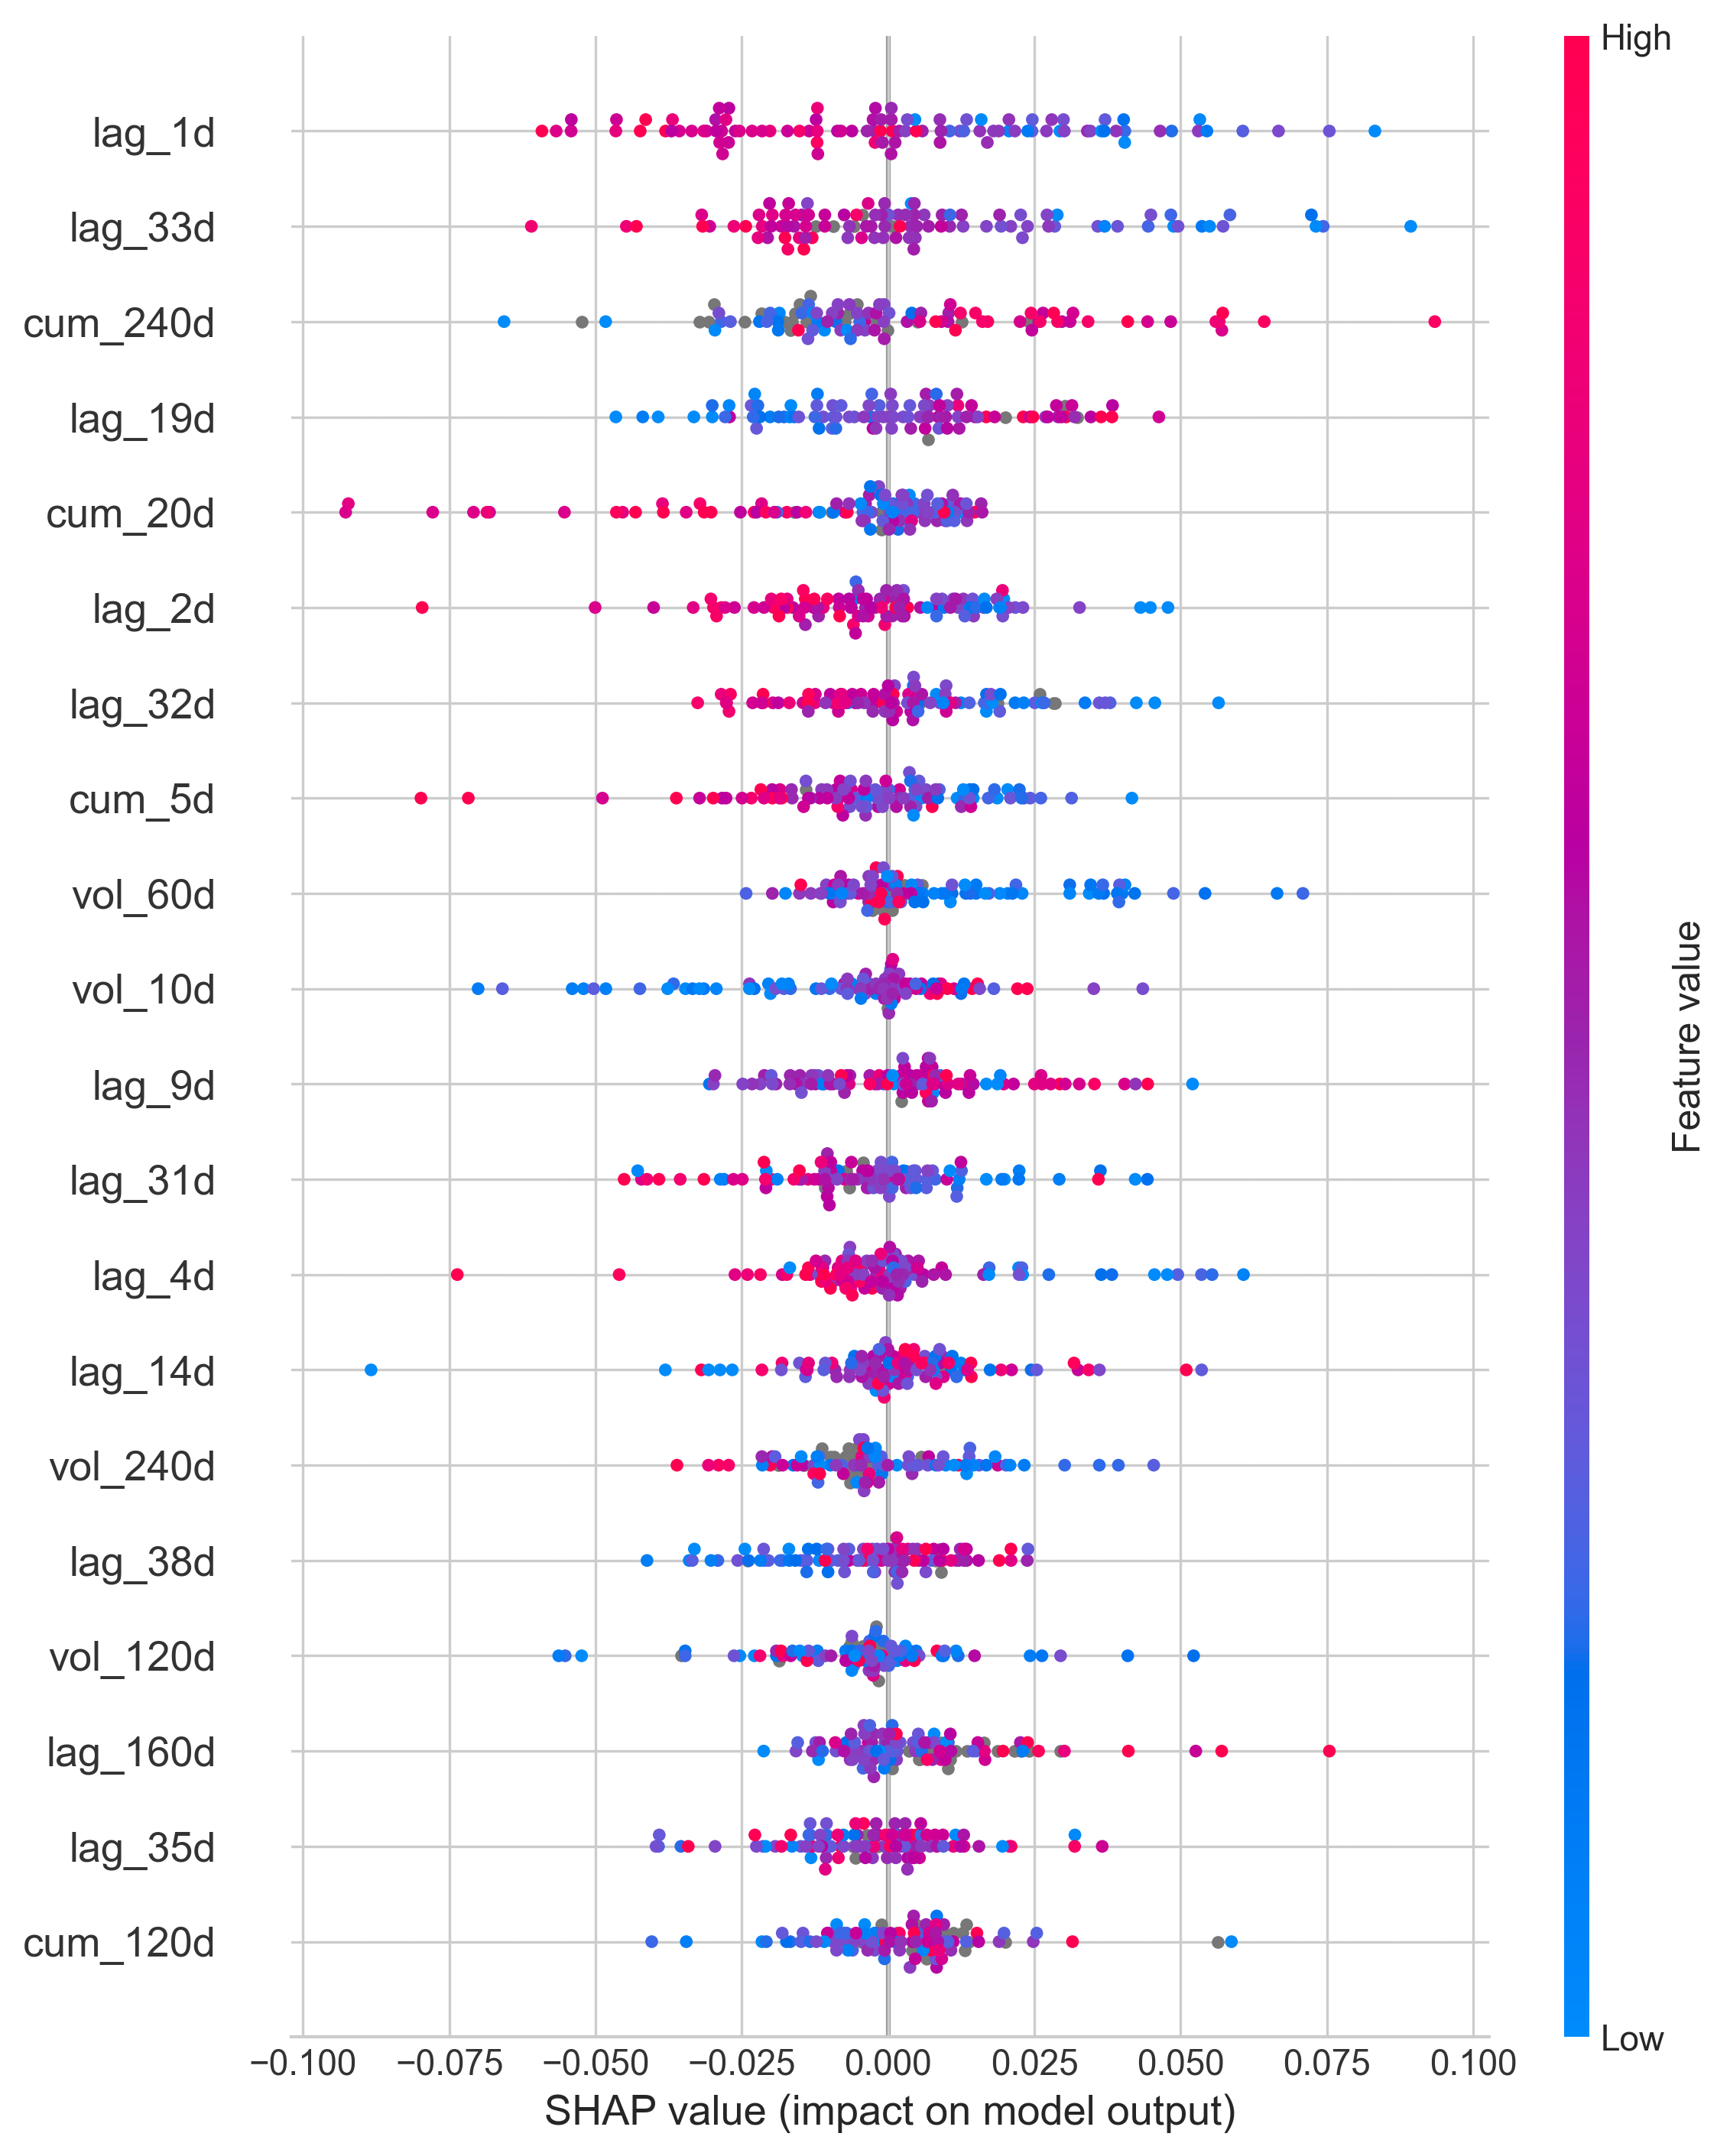 High
lag_1d
lag_33d
cum_240d
lag_19d
cum_20d
lag_2d
lag_32d
cum_5d
vol_60d
vol_10d
lag_9d
lag_31d
lag_4d
lag_14d
vol_240d
lag_38d
vol_120d
lag_160d
lag_35d
cum_120d
Feature value
Low
−0.100 −0.075 −0.050 −0.025 0.000 0.025 0.050 0.075 0.100
SHAP value (impact on model output)